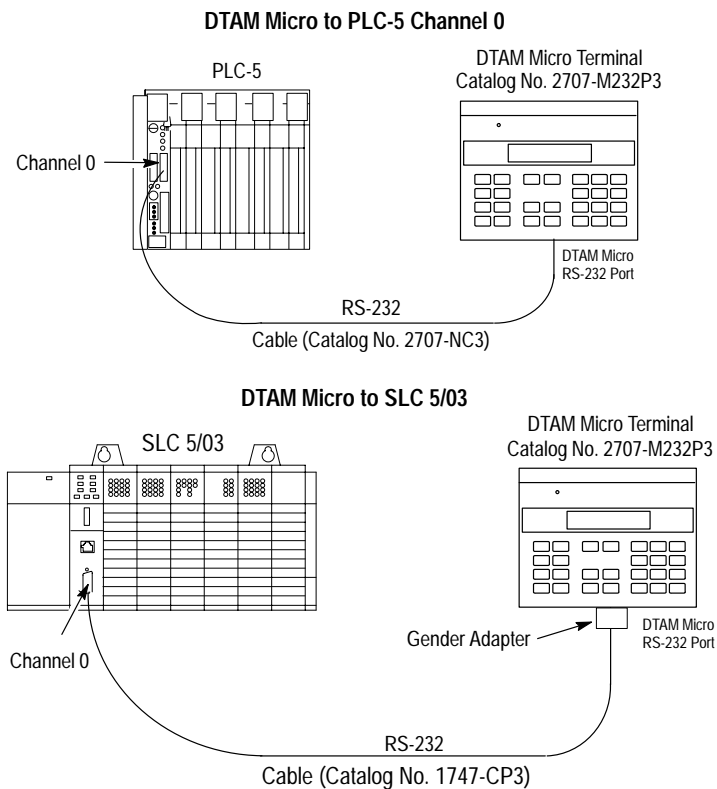 DTAM Micro to PLC-5 Channel 0
DTAM Micro Terminal
Catalog No. 2707-M232P3
PLC-5
Channel 0
DTAM Micro
RS-232 Port
RS-232
Cable (Catalog No. 2707-NC3)
DTAM Micro to SLC 5/03
DTAM Micro Terminal
Catalog No. 2707-M232P3
SLC 5/03
Gender Adapter
DTAM Micro
RS-232 Port
Channel 0
RS-232
Cable (Catalog No. 1747-CP3)